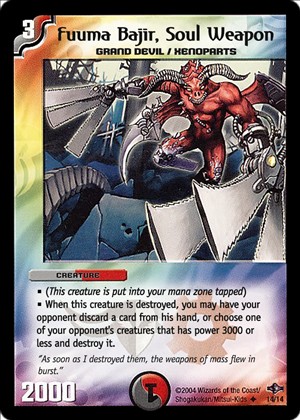 3
Fuuma Bajir, Soul Weapon
GRAND DEVIL / XENOPARTS
CREATURE
▪ (This creature is put into your mana zone tapped)
▪ When this creature is destroyed, you may have your
opponent discard a card from his hand, or choose one
of your opponent's creatures that has power 3000 or
less and destroy it.
"As soon as I destroyed them, the weapons of mass flew in
burst."
2000
1
©2004 Wizards of the Coast/
Shogakukan/Mitsui-Kids
14/14